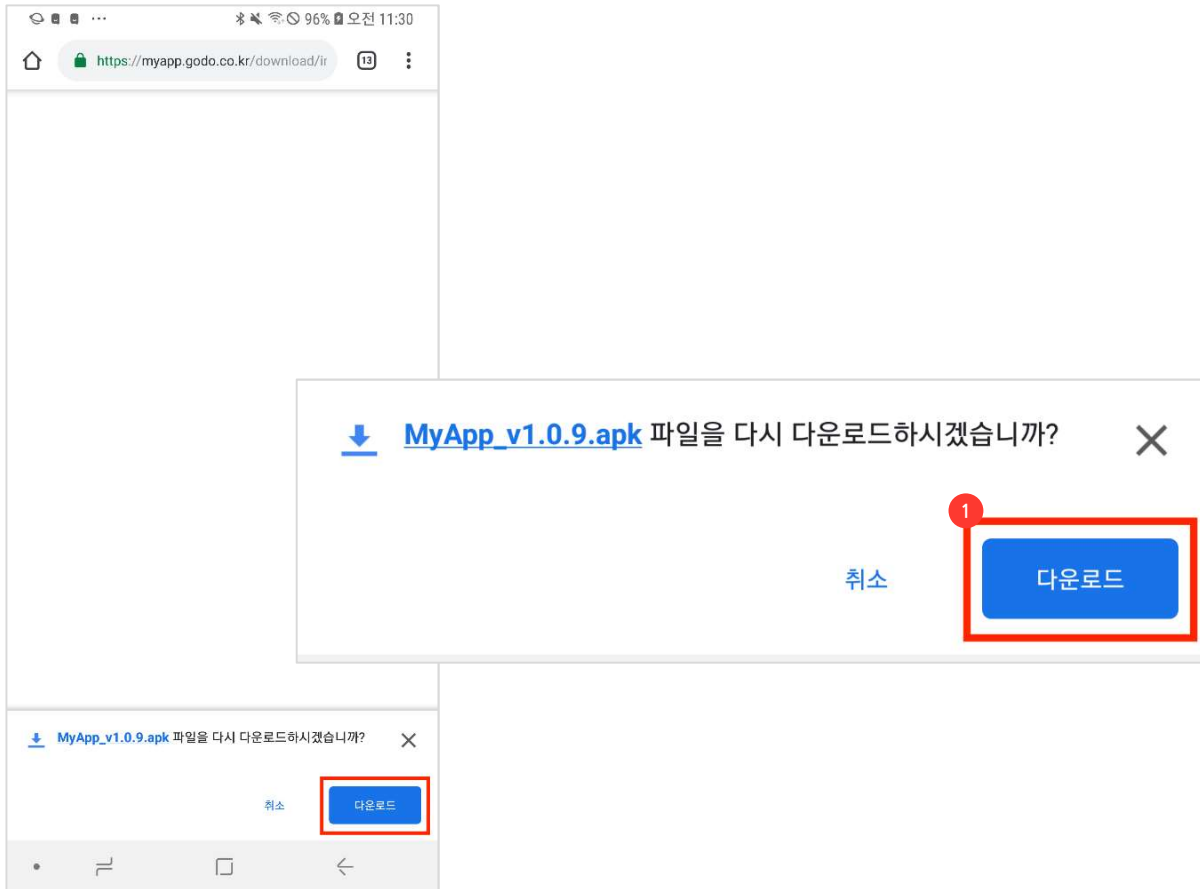 96% 오전 11:30
https://myapp.godo.co.kr/download/ir
13
MyApp_v1.0.9.apk 파일을 다시 다운로드하시겠습니까?
1
취소
다운로드
MyApp_v1.0.9.apk 파일을 다시 다운로드하시겠습니까?
취소
다운로드